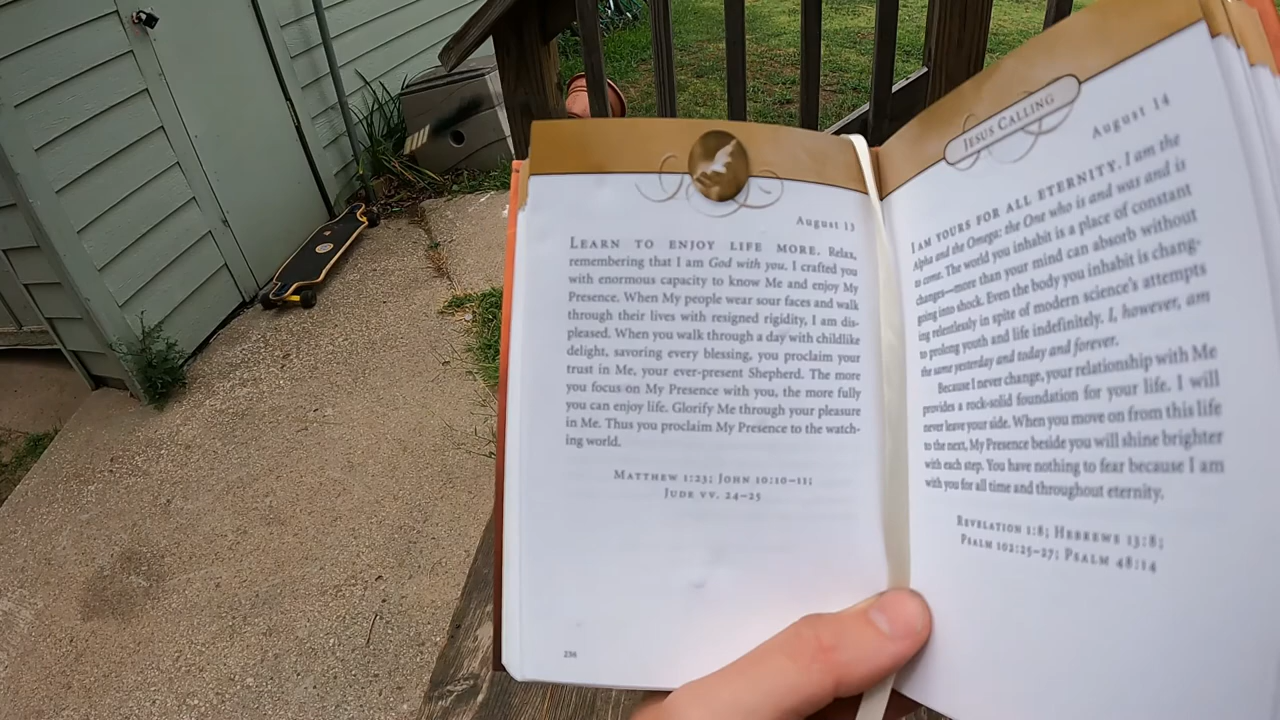 August 13
LEARN TO ENJOY LIFE MORE. Relax,
remembering that I am God with you. I crafted you
with enormous capacity to know Me and enjoy My
Presence. When My people wear sour faces and walk
through their lives with resigned rigidity, I am dis-
pleased. When you walk through a day with childlike
delight, savoring every blessing, you proclaim your
trust in Me, your ever-present Shepherd. The more
you focus on My Presence with you, the more fully
you can enjoy life. Glorify Me through your pleasure
in Me. Thus you proclaim My Presence to the watch-
ing world.
MATTHEW 1:23; JOHN 10:10–11;
JUDE VV. 24–25
236
JESUS CALLING
August 14
I AM YOURS FOR ALL ETERNITY. I am the
Alpha and the Omega: the One who is and was and is
to come. The world you inhabit is a place of constant
changes—more than your mind can absorb without
going into shock. Even the body you inhabit is chang-
ing relentlessly in spite of modern science's attempts
to prolong youth and life indefinitely. I, however, am
the same yesterday and today and forever.
Because I never change, your relationship with Me
provides a rock-solid foundation for your life. I will
never leave your side. When you move on from this life
to the next, My Presence beside you will shine brighter
with each step. You have nothing to fear because I am
with you for all time and throughout eternity.
REVELATION 1:8; HEBREWS 13:8;
PSALM 102:25–27; PSALM 48:14